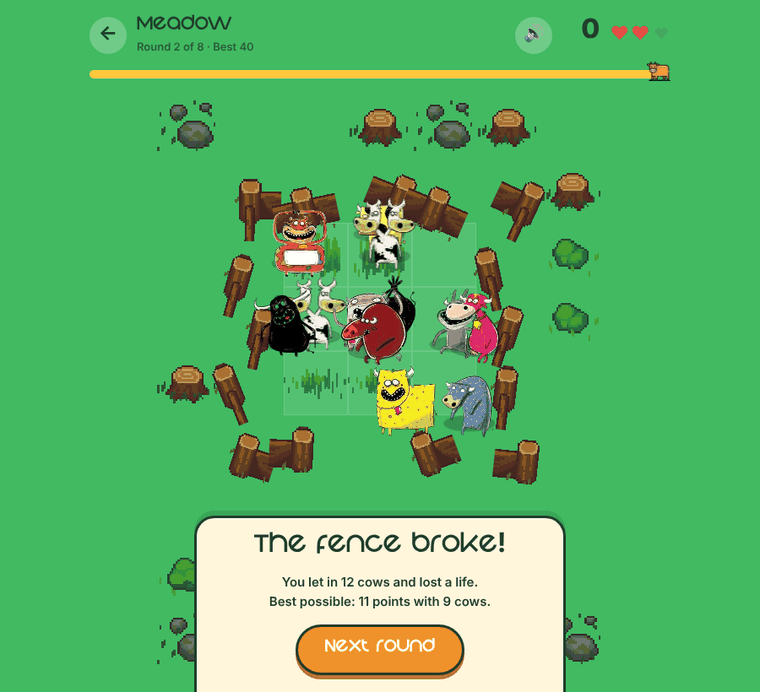 Meadow
Round 2 of 8 · Best 40
0
The fence broke!
You let in 12 cows and lost a life.
Best possible: 11 points with 9 cows.
Next round